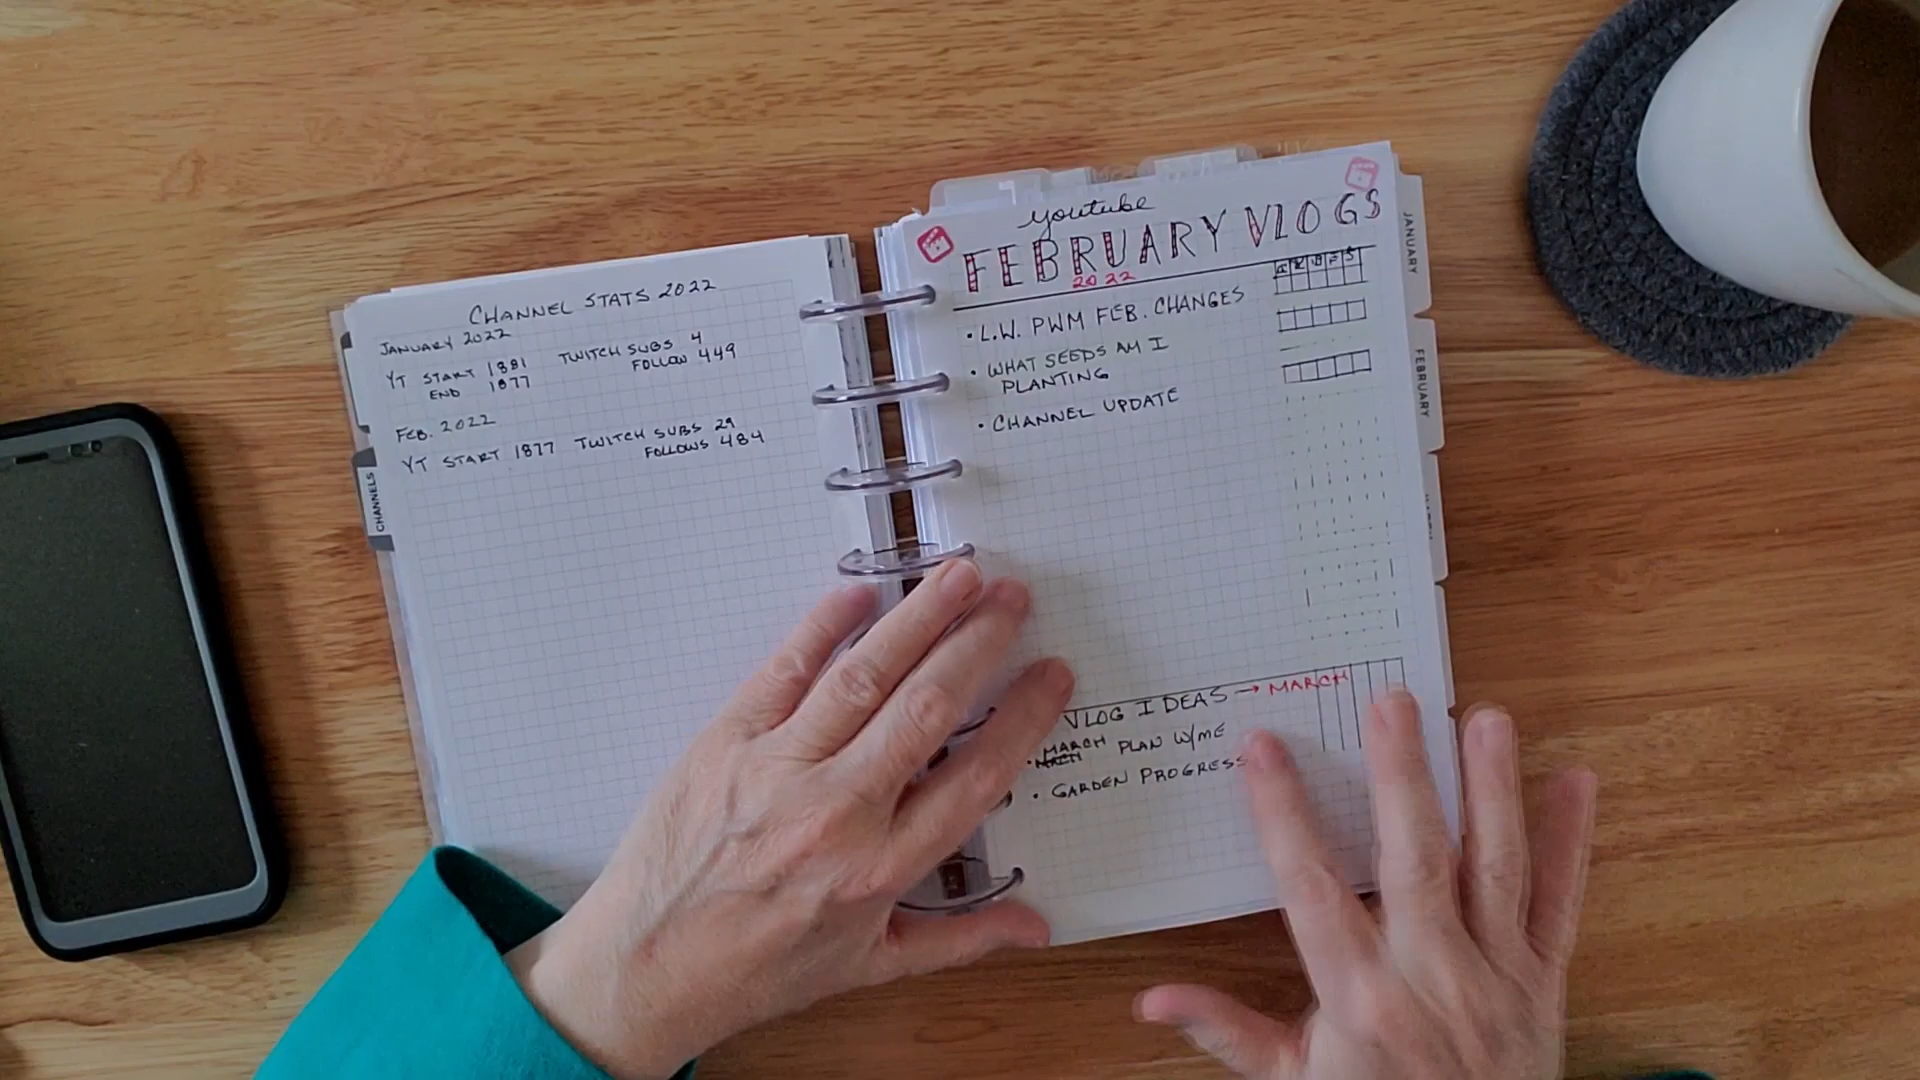 CHANNEL STATS 2022
JANUARY 2022
YT START 1881 TWITCH SUBS 4
END 1877 FOLLOW 449
FEB. 2022
YT START 1877 TWITCH SUBS 29
FOLLOWS 484
CHANNELS
youtube
FEBRUARY VLOGS
2022
• L.W. PWM FEB. CHANGES
• WHAT SEEDS AM I
PLANTING
• CHANNEL UPDATE
VLOG IDEAS → MARCH
MARCH
• PLAN W/ME
• GARDEN PROGRESS
JANUARY
FEBRUARY